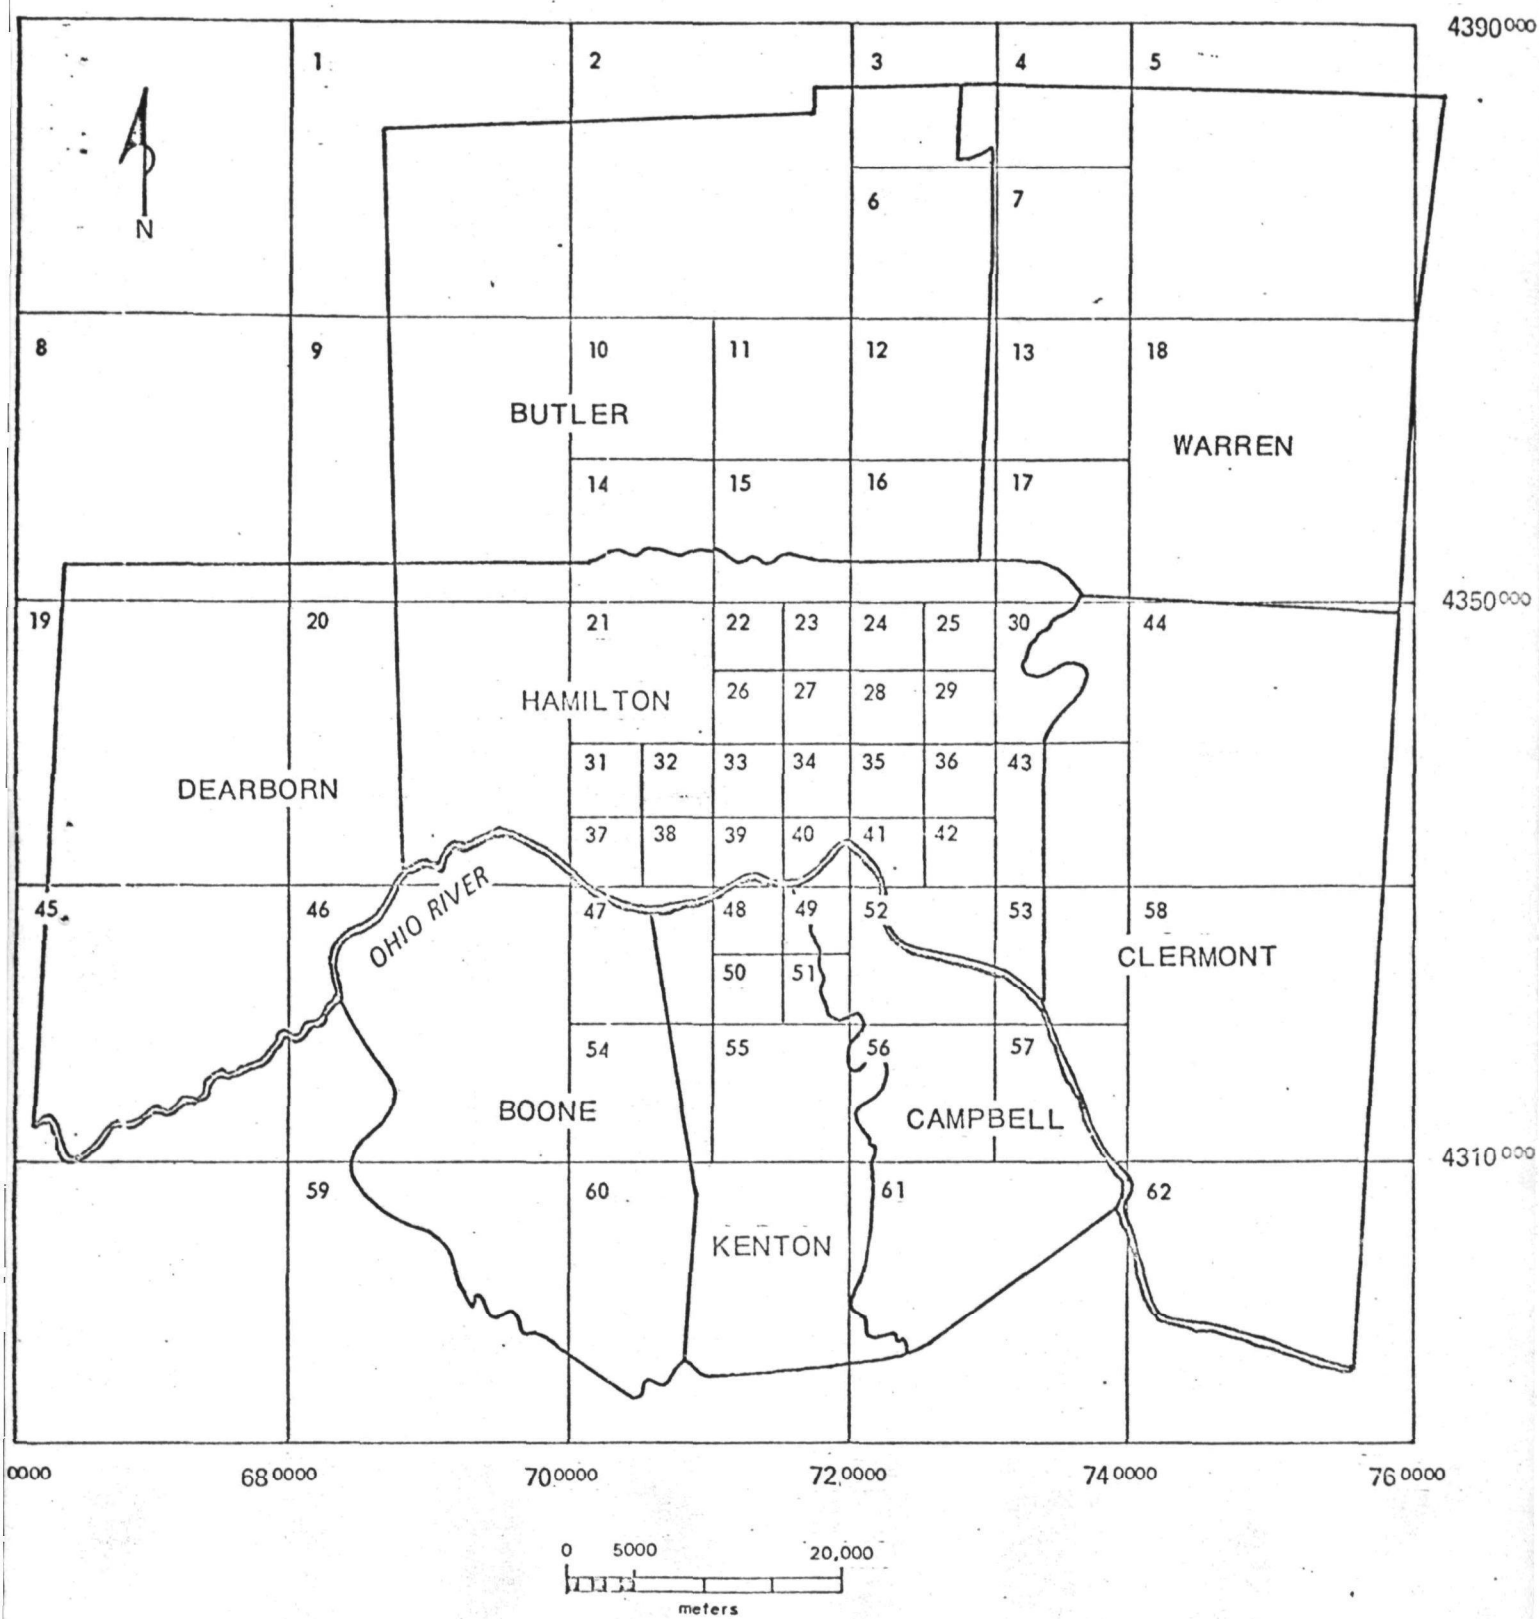 4390000
1 2 3 4 5
N
6 7
8 9 10 11 12 13 18
BUTLER
WARREN
14 15 16 17
4350000
19 20 21 22 23 24 25 30 44
26 27 28 29
HAMILTON
31 32 33 34 35 36 43
DEARBORN
37 38 39 40 41 42
OHIO RIVER
45 46 47 48 49 52 53 58
CLERMONT
50 51
54 55 56 57
BOONE
CAMPBELL
4310000
59 60 61 62
KENTON
0000 680000 700000 720000 740000 760000
0 5000 20,000
meters